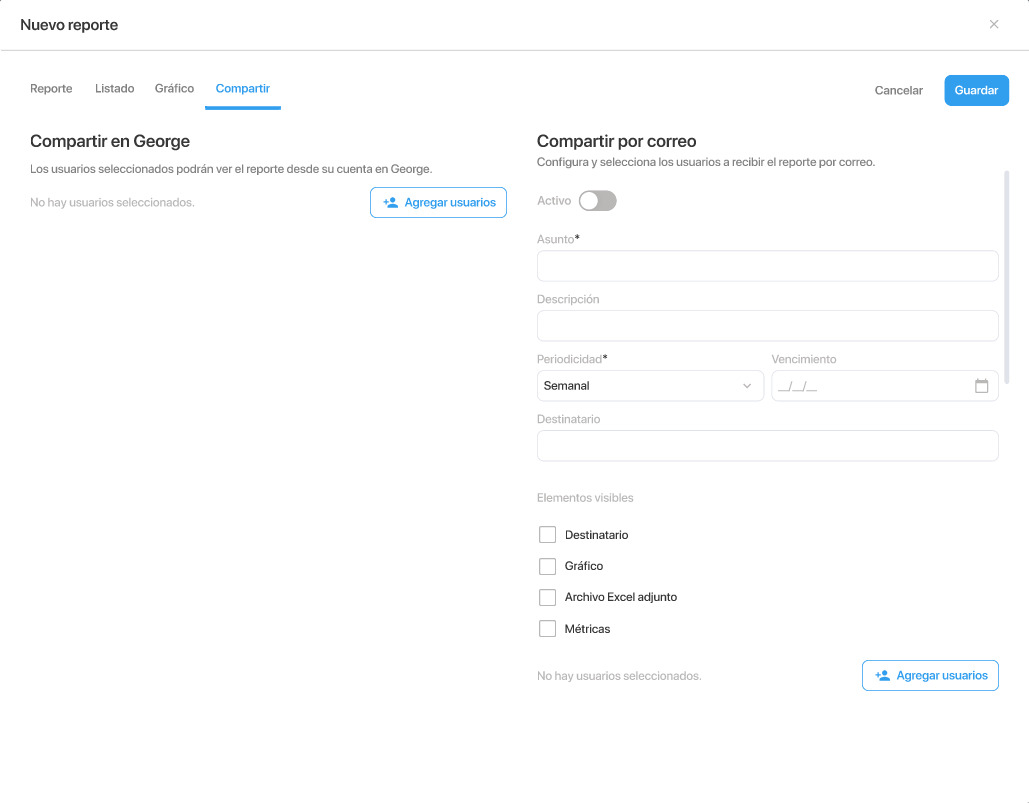 Nuevo reporte
Reporte
Listado
Gráfico
Compartir
Cancelar
Guardar
Compartir en George
Los usuarios seleccionados podrán ver el reporte desde su cuenta en George.
No hay usuarios seleccionados.
Agregar usuarios
Compartir por correo
Configura y selecciona los usuarios a recibir el reporte por correo.
Activo
Asunto*
Descripción
Periodicidad*
Vencimiento
Semanal
__/__/__
Destinatario
Elementos visibles
Destinatario
Gráfico
Archivo Excel adjunto
Métricas
No hay usuarios seleccionados.
Agregar usuarios